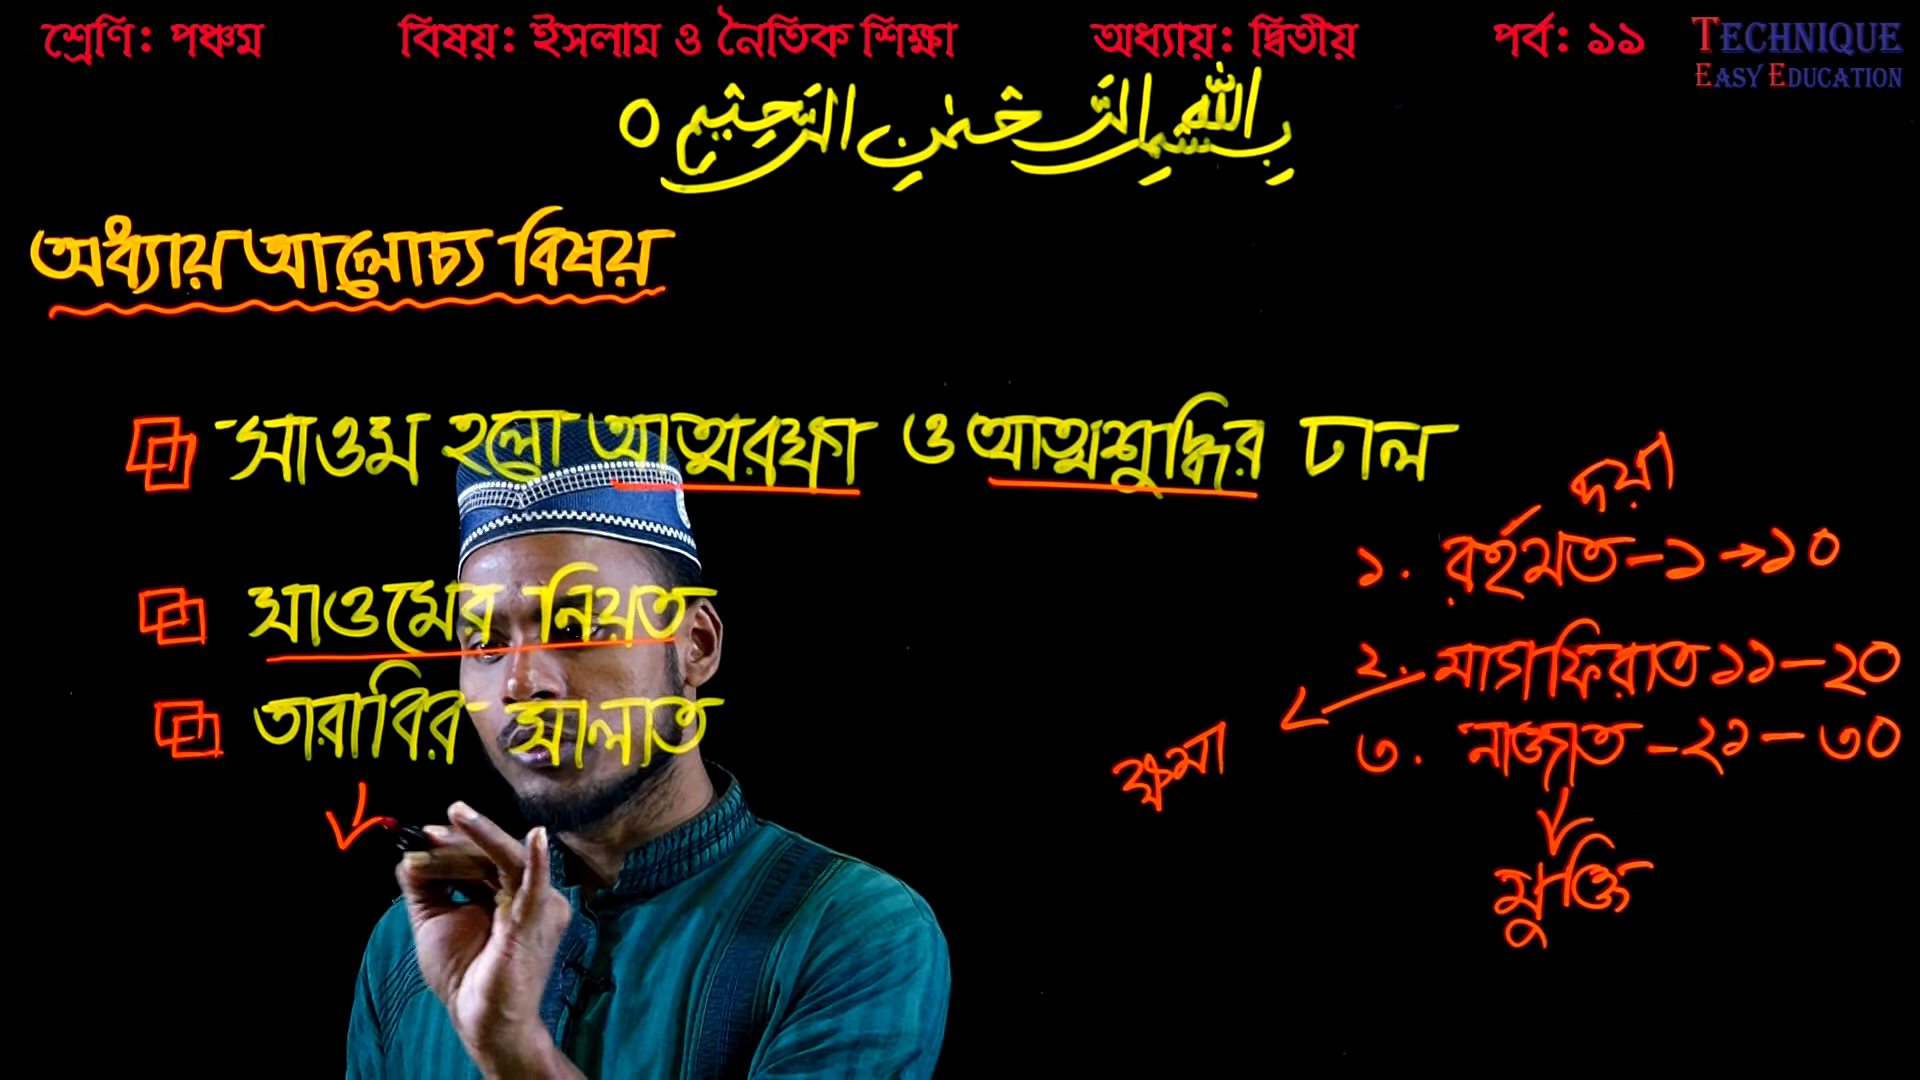 শ্রেণি: পঞ্চম বিষয়: ইসলাম ও নৈতিক শিক্ষা অধ্যায়: দ্বিতীয় পর্ব: ১১ TECHNIQUE
EASY EDUCATION
بِسْمِ اللّٰهِ الرَّحْمٰنِ الرَّحِيْمِ ০
অধ্যায় আলোচ্য বিষয়
সাওম হলো আত্মরক্ষা ও আত্মশুদ্ধির ঢাল
দয়া
১. রহমত - ১ → ১০
সাওমের নিয়ত
২. মাগফিরাত ১১ - ২০
তারাবির সালাত
৩. নাজাত - ২১ - ৩০
ক্ষমা
মুক্তি